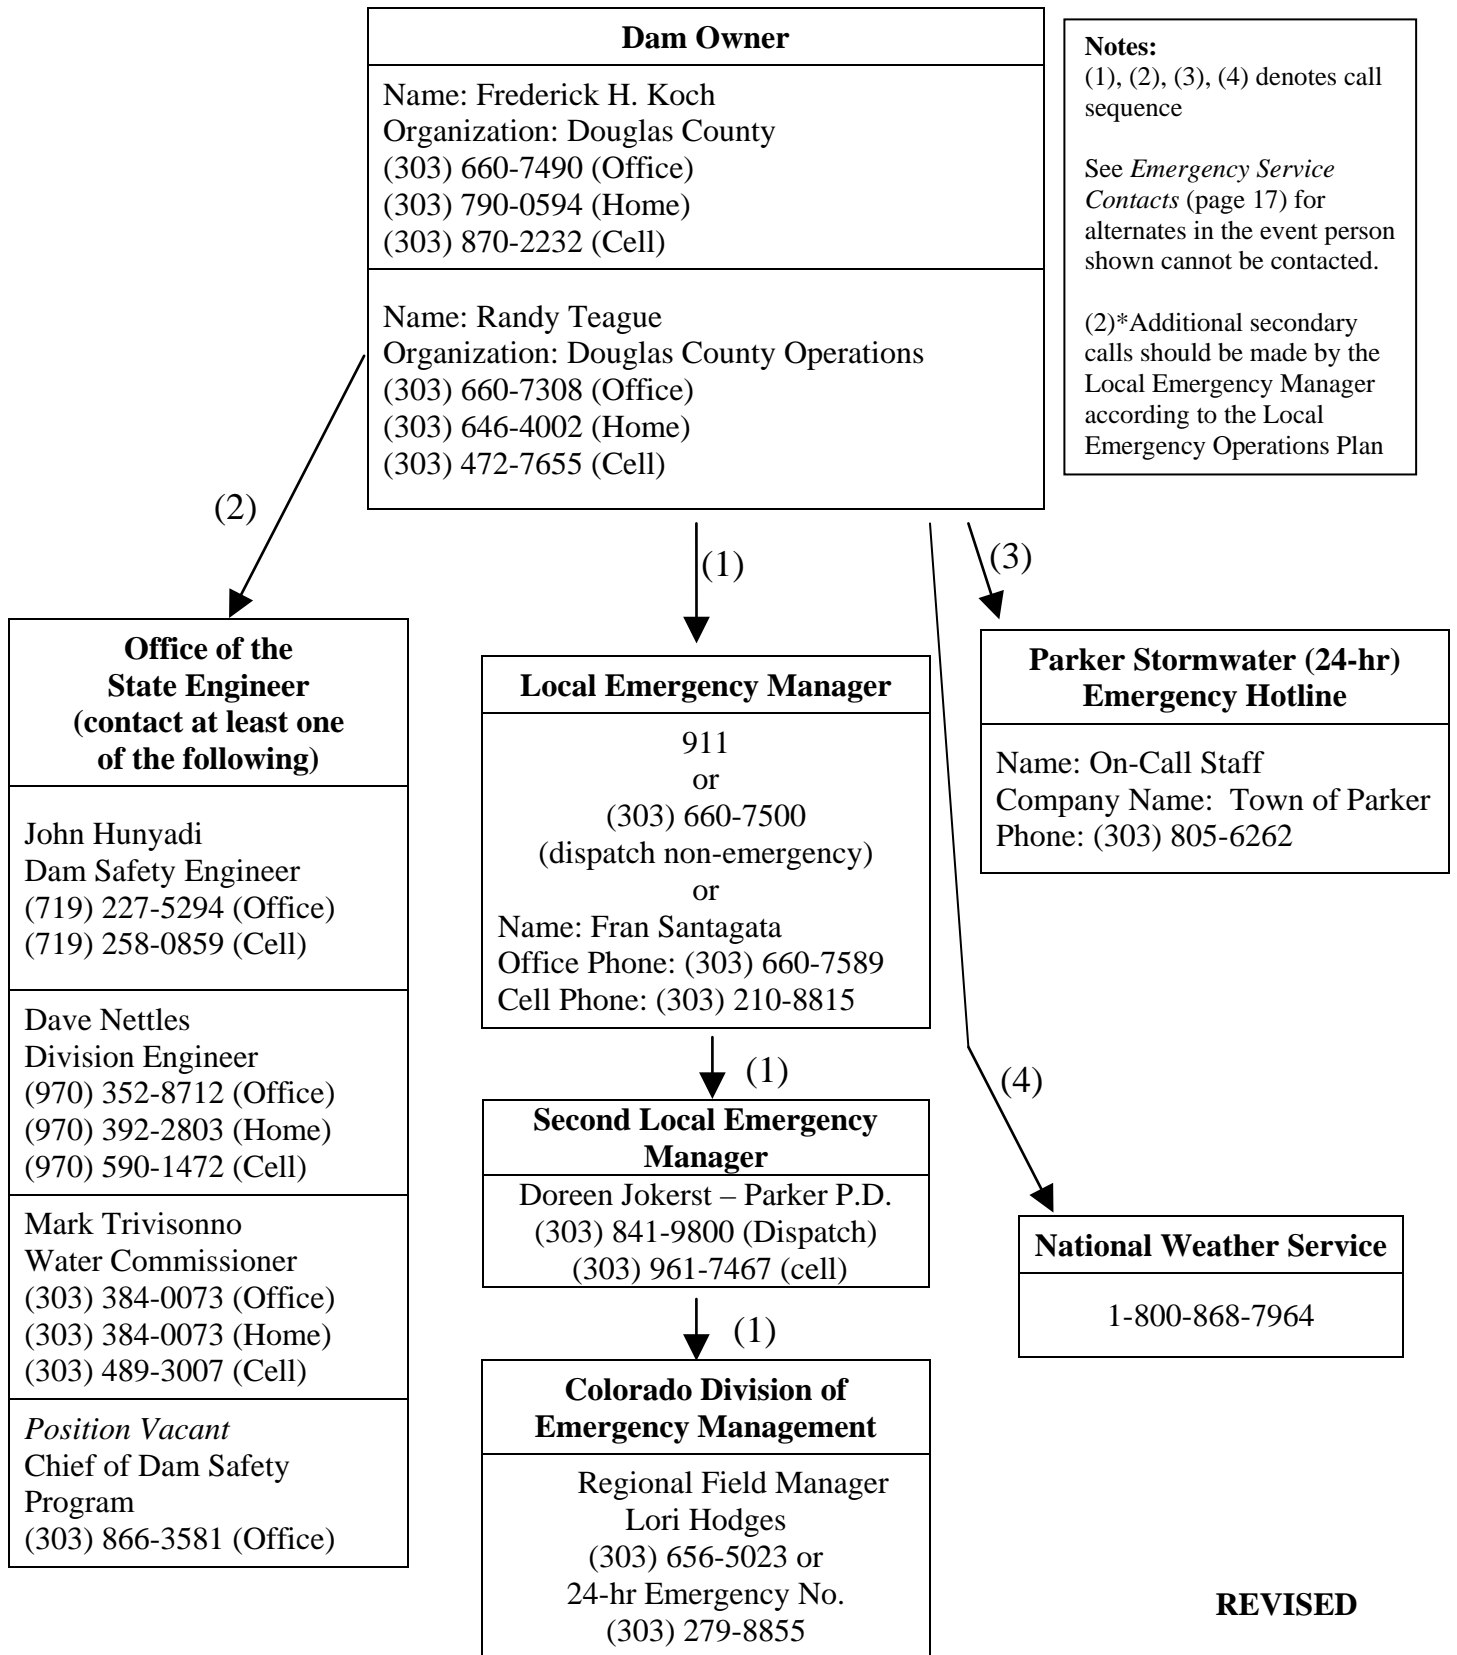 Dam Owner
Name: Frederick H. Koch
Organization: Douglas County
(303) 660-7490 (Office)
(303) 790-0594 (Home)
(303) 870-2232 (Cell)
Name: Randy Teague
Organization: Douglas County Operations
(303) 660-7308 (Office)
(303) 646-4002 (Home)
(303) 472-7655 (Cell)
Notes:
(1), (2), (3), (4) denotes call
sequence
See Emergency Service
Contacts (page 17) for
alternates in the event person
shown cannot be contacted.
(2)*Additional secondary
calls should be made by the
Local Emergency Manager
according to the Local
Emergency Operations Plan
(2)
(1)
(3)
Office of the
State Engineer
(contact at least one
of the following)
John Hunyadi
Dam Safety Engineer
(719) 227-5294 (Office)
(719) 258-0859 (Cell)
Dave Nettles
Division Engineer
(970) 352-8712 (Office)
(970) 392-2803 (Home)
(970) 590-1472 (Cell)
Mark Trivisonno
Water Commissioner
(303) 384-0073 (Office)
(303) 384-0073 (Home)
(303) 489-3007 (Cell)
Position Vacant
Chief of Dam Safety
Program
(303) 866-3581 (Office)
Local Emergency Manager
911
or
(303) 660-7500
(dispatch non-emergency)
or
Name: Fran Santagata
Office Phone: (303) 660-7589
Cell Phone: (303) 210-8815
(1)
Second Local Emergency
Manager
Doreen Jokerst – Parker P.D.
(303) 841-9800 (Dispatch)
(303) 961-7467 (cell)
(1)
Colorado Division of
Emergency Management
Regional Field Manager
Lori Hodges
(303) 656-5023 or
24-hr Emergency No.
(303) 279-8855
Parker Stormwater (24-hr)
Emergency Hotline
Name: On-Call Staff
Company Name: Town of Parker
Phone: (303) 805-6262
(4)
National Weather Service
1-800-868-7964
REVISED